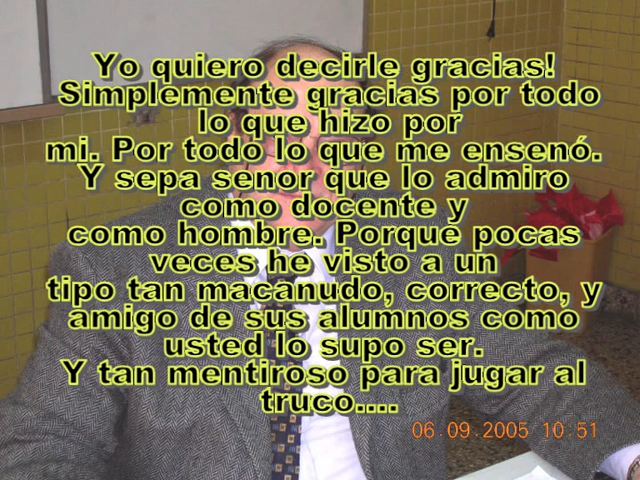 Yo quiero decirle gracias!
Simplemente gracias por todo
lo que hizo por
mi. Por todo lo que me ensenó.
Y sepa senor que lo admiro
como docente y
como hombre. Porque pocas
veces he visto a un
tipo tan macanudo, correcto, y
amigo de sus alumnos como
usted lo supo ser.
Y tan mentiroso para jugar al
truco....
06.09.2005 10:51